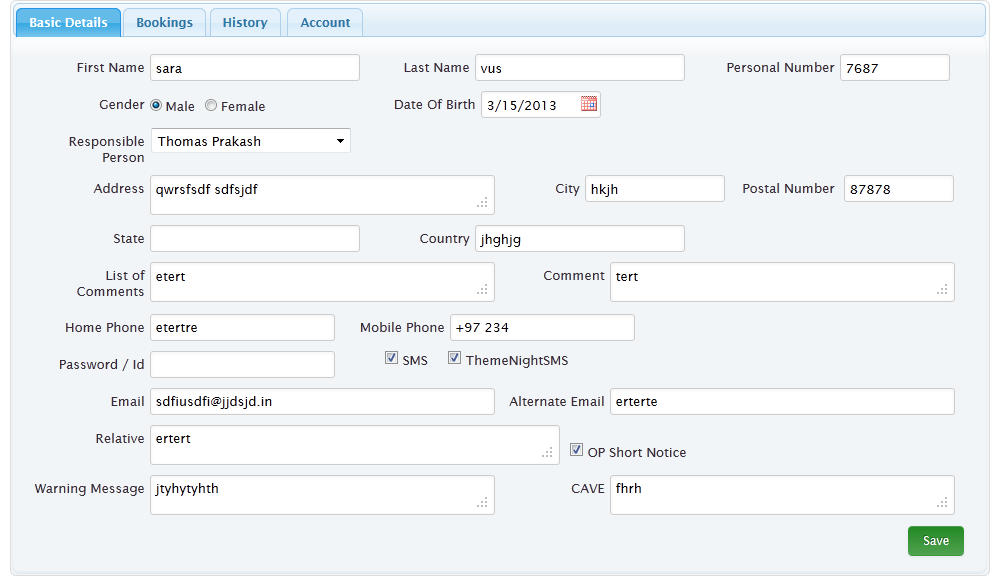 Basic Details Bookings History Account
First Name sara Last Name vus Personal Number 7687
Gender Male Female Date Of Birth 3/15/2013
Responsible Person Thomas Prakash
Address qwrsfsdf sdfsjdf City hkjh Postal Number 87878
State Country jhghjg
List of Comments etert Comment tert
Home Phone etertre Mobile Phone +97 234
Password / Id SMS ThemeNightSMS
Email sdfiusdfi@jjdsjd.in Alternate Email erterte
Relative ertert OP Short Notice
Warning Message jtyhytyhth CAVE fhrh
Save